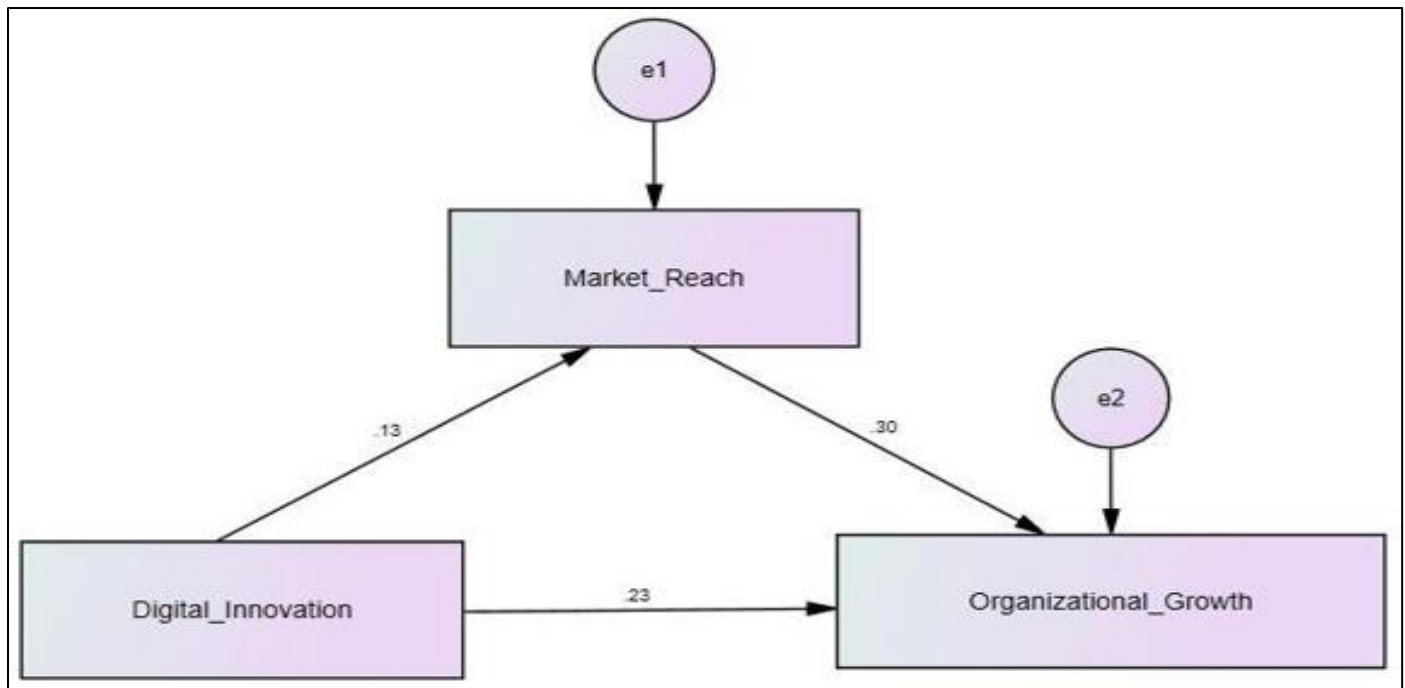 e1
Market_Reach
e2
.13
.30
.23
Digital_Innovation
Organizational_Growth